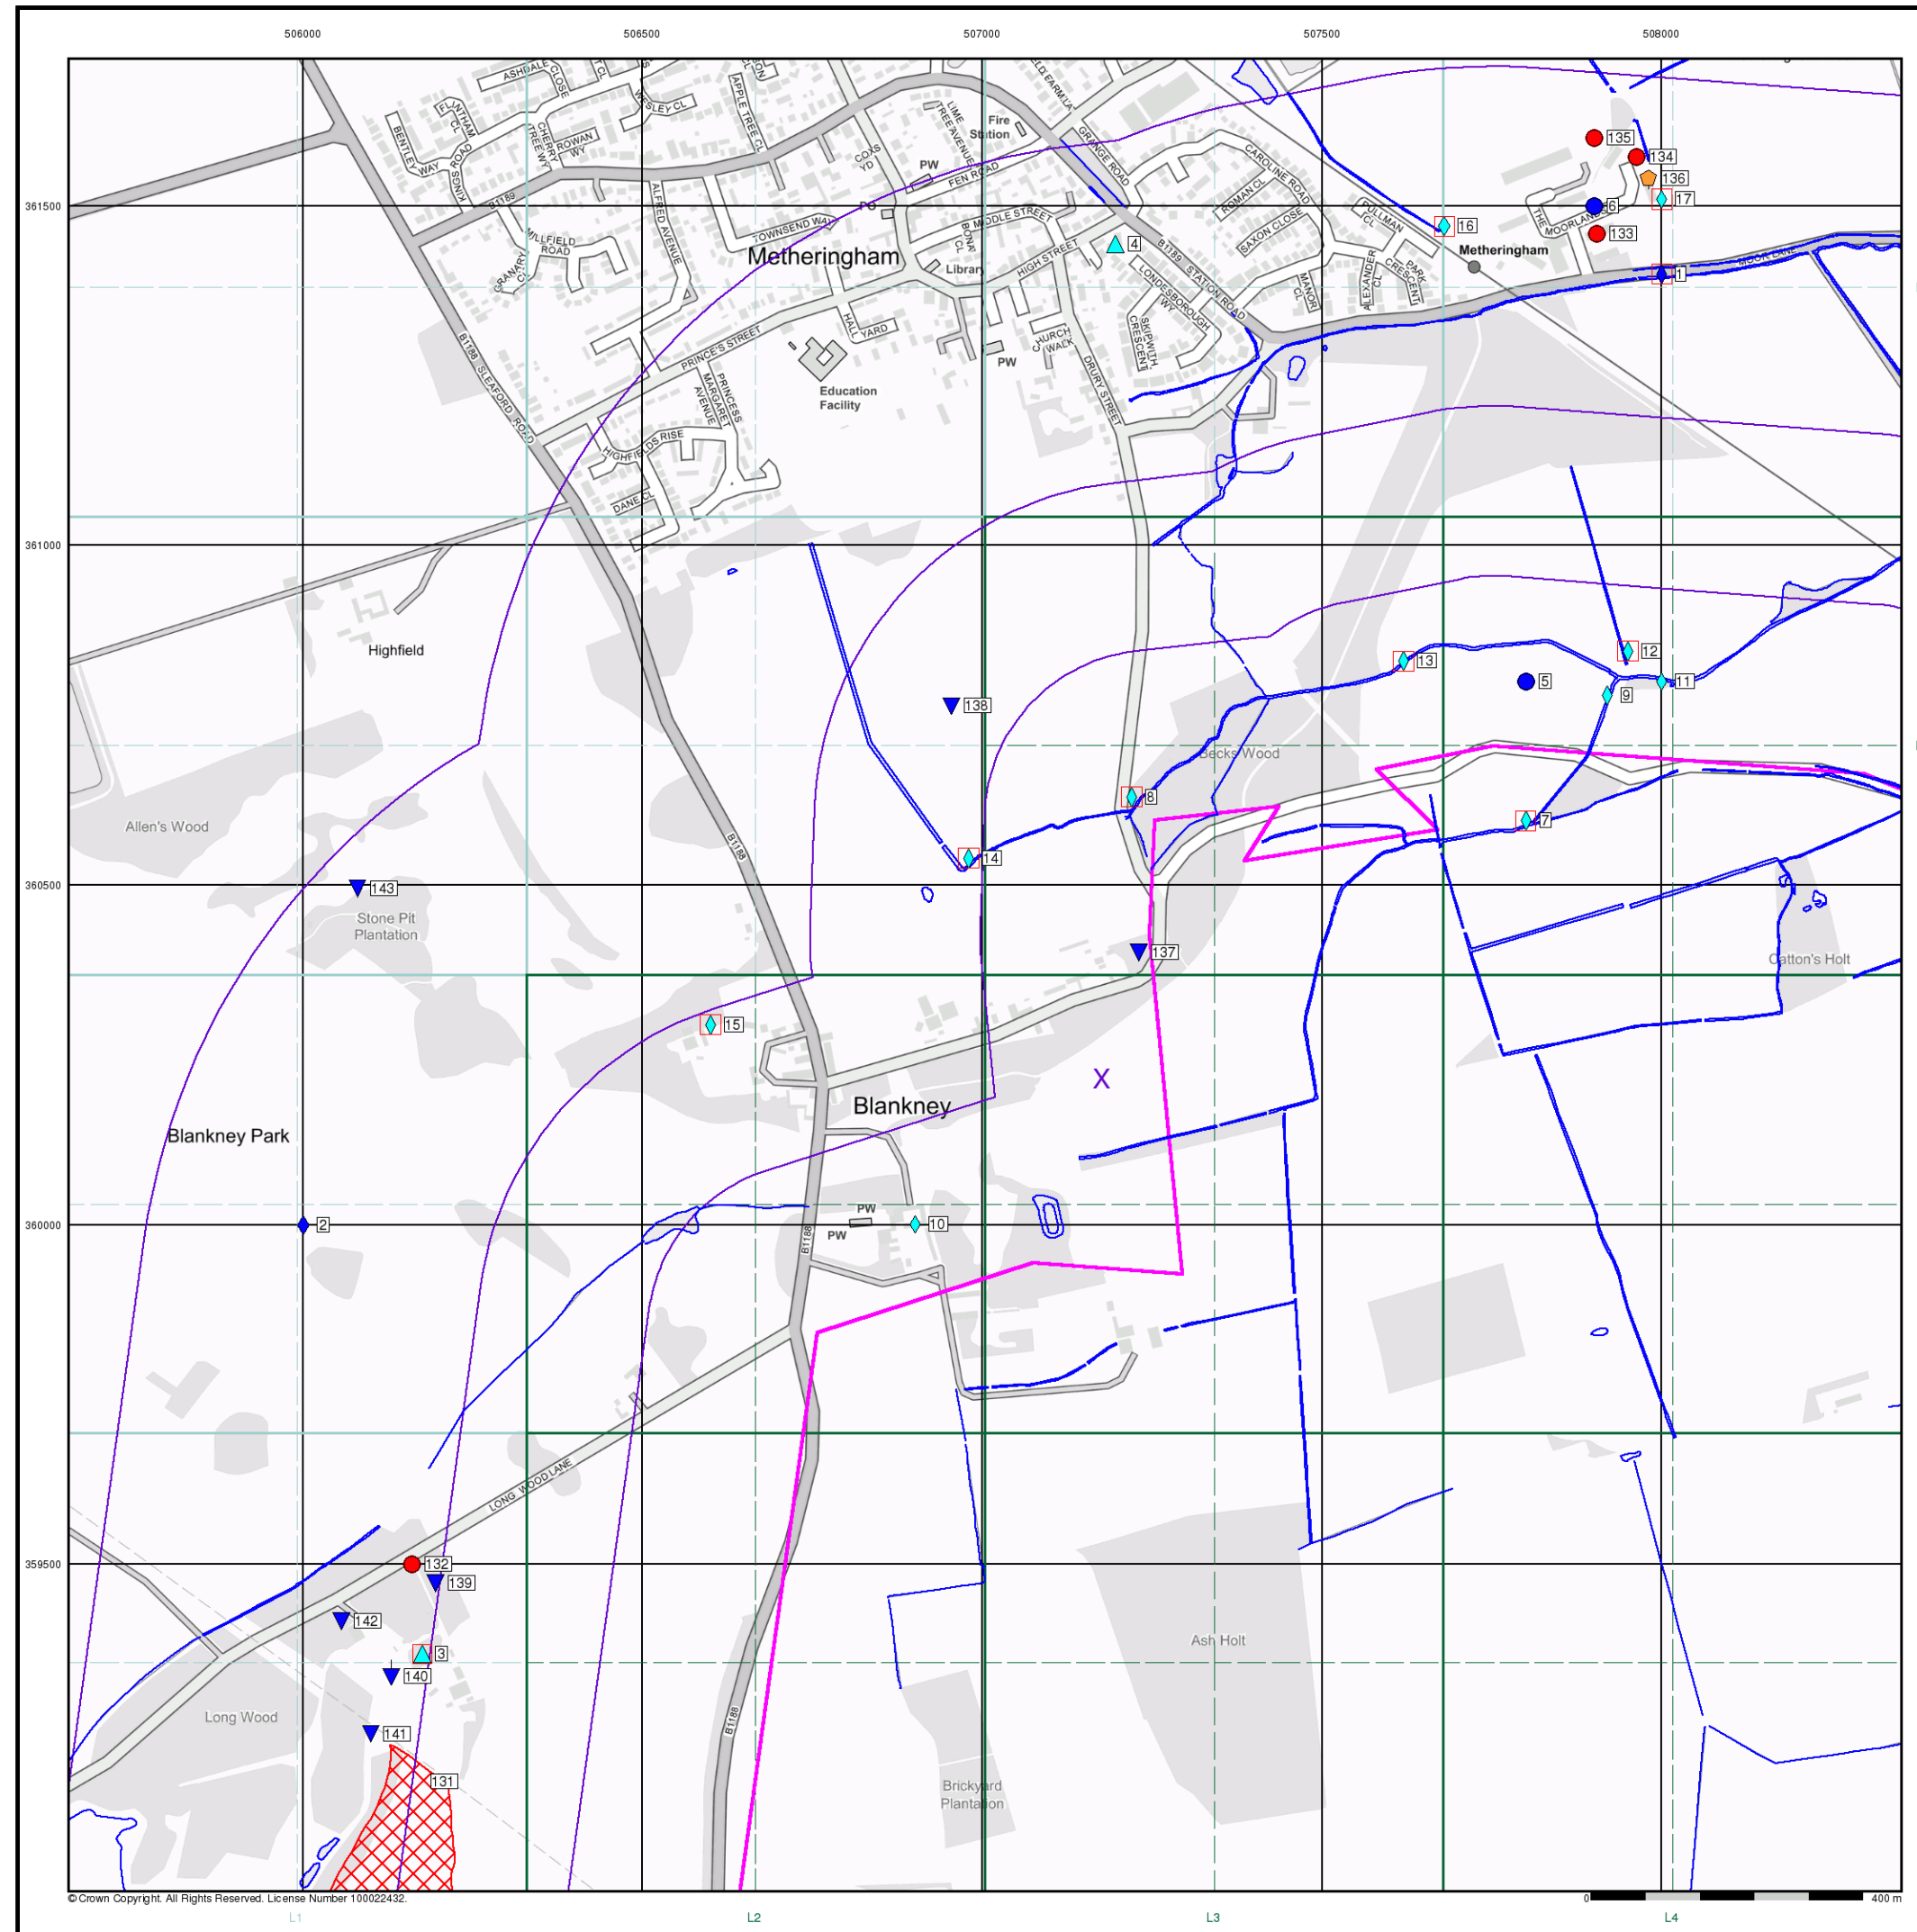 506000 506500 507000 507500 508000
361500
361000
360500
360000
359500
ASHDALE
CLOSE
WESLEY CL
APPLE TREE CL
FLINTHAM
CL
BENTLEY
WAY
KINGS
ROAD
CHERRY
TREE WY
ROWAN
WY
B1189
MILLFIELD
ROAD
GRANARY
CL
ALFRED AVENUE
TOWNSEND WAY
COXS
YD
LIME
TREE AVENUE
Fire
Station
PW
FEN ROAD
PO
MIDDLE STREET
BONA
CL
HIGH STREET
Library
Metheringham
GRANGE ROAD
CAROLINE ROAD
ROMAN CL
SAXON CLOSE
PULLMAN
CL
PARK
CRESCENT
ALEXANDER
CL
MANOR
CL
B1189 STATION ROAD
LONDESBOROUGH
WY
SKIPWITH
CRESCENT
CHURCH
WALK
PW
DRURY STREET
HALL YARD
PRINCE'S STREET
PRINCESS
MARGARET
AVENUE
Education
Facility
HIGHFIELDS RISE
DANE CL
B1188 SLEAFORD ROAD
Metheringham
THE
MOORLANDS
MOOR LANE
135
134
136
17
6
133
1
16
4
Highfield
Allen's Wood
B1188
138
13
12
5
11
9
Becks Wood
8
7
14
143
Stone Pit
Plantation
137
Catton's Holt
15
X
Blankney
Blankney Park
2
PW
PW
10
B1188
LONG WOOD LANE
132
139
142
3
140
141
131
Long Wood
Ash Holt
Brickyard
Plantation
B1188
© Crown Copyright. All Rights Reserved. License Number 100022432.
0 400 m
L1 L2 L3 L4